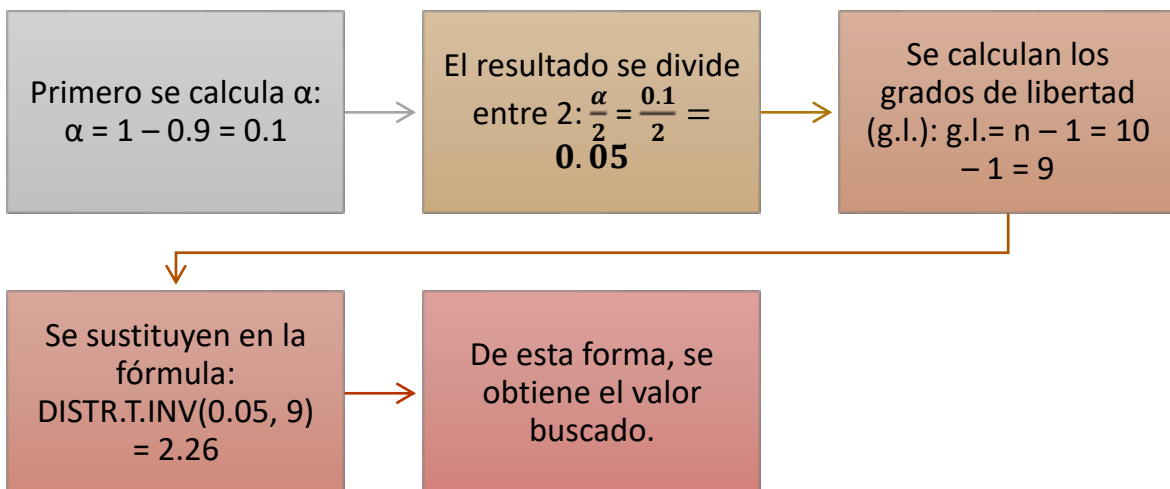 Primero se calcula α:
α = 1 – 0.9 = 0.1
El resultado se divide
entre 2: α/2 = 0.1/2 =
0.05
Se calculan los
grados de libertad
(g.l.): g.l.= n – 1 = 10
– 1 = 9
Se sustituyen en la
fórmula:
DISTR.T.INV(0.05, 9)
= 2.26
De esta forma, se
obtiene el valor
buscado.